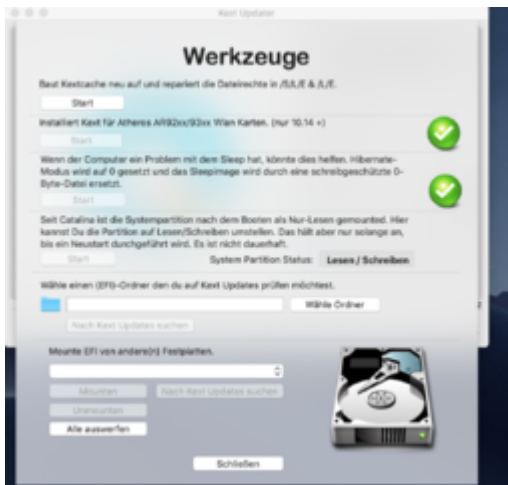 Kext Updater
Werkzeuge
Baut Kextcache neu auf und repariert die Dateirechte in /S/L/E & /L/E.
Start
Installiert Kext für Atheros AR92xx/93xx Wlan Karten. (nur 10.14 +)
Start
Wenn der Computer ein Problem mit dem Sleep hat, könnte dies helfen. Hibernate-
Modus wird auf 0 gesetzt und das Sleepimage wird durch eine schreibgeschützte 0-
Byte-Datei ersetzt.
Start
Seit Catalina ist die Systempartition nach dem Booten als Nur-Lesen gemounted. Hier
kannst Du die Partition auf Lesen/Schreiben umstellen. Das hält aber nur solange an,
bis ein Neustart durchgeführt wird. Es ist nicht dauerhaft.
Start System Partition Status: Lesen / Schreiben
Wähle einen (EFI)-Ordner den du auf Kext Updates prüfen möchtest.
Wähle Ordner
Nach Kext Updates suchen
Mounte EFI von andere(n) Festplatten.
Mounten Nach Kext Updates suchen
Unmounten
Alle auswerfen
Schließen